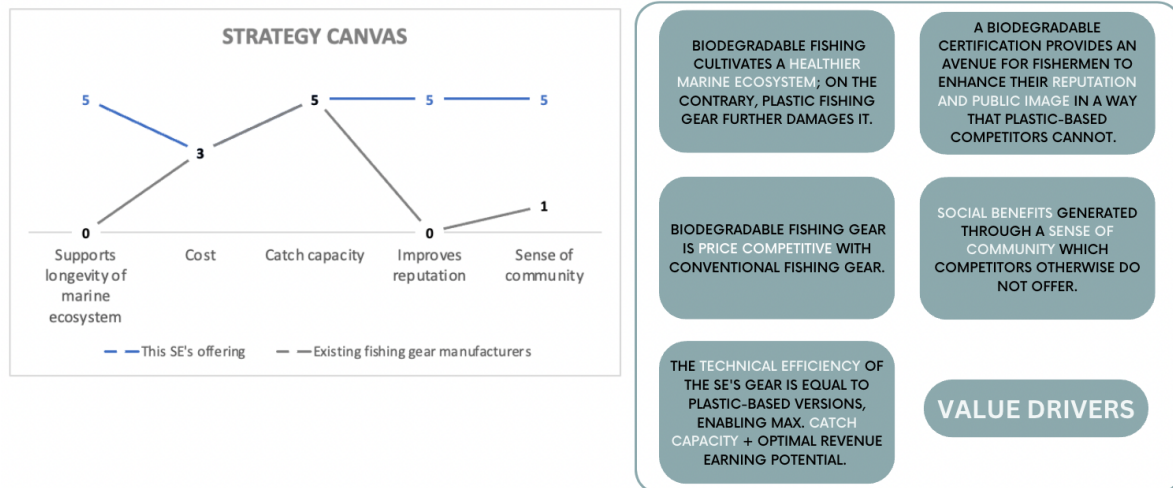 STRATEGY CANVAS
5
5
5
5
3
1
0
0
Supports
longevity of
marine
ecosystem
Cost
Catch capacity
Improves
reputation
Sense of
community
This SE's offering
Existing fishing gear manufacturers
BIODEGRADABLE FISHING
CULTIVATES A HEALTHIER
MARINE ECOSYSTEM; ON THE
CONTRARY, PLASTIC FISHING
GEAR FURTHER DAMAGES IT.
A BIODEGRADABLE
CERTIFICATION PROVIDES AN
AVENUE FOR FISHERMEN TO
ENHANCE THEIR REPUTATION
AND PUBLIC IMAGE IN A WAY
THAT PLASTIC-BASED
COMPETITORS CANNOT.
BIODEGRADABLE FISHING GEAR
IS PRICE COMPETITIVE WITH
CONVENTIONAL FISHING GEAR.
SOCIAL BENEFITS GENERATED
THROUGH A SENSE OF
COMMUNITY WHICH
COMPETITORS OTHERWISE DO
NOT OFFER.
THE TECHNICAL EFFICIENCY OF
THE SE'S GEAR IS EQUAL TO
PLASTIC-BASED VERSIONS,
ENABLING MAX. CATCH
CAPACITY + OPTIMAL REVENUE
EARNING POTENTIAL.
VALUE DRIVERS